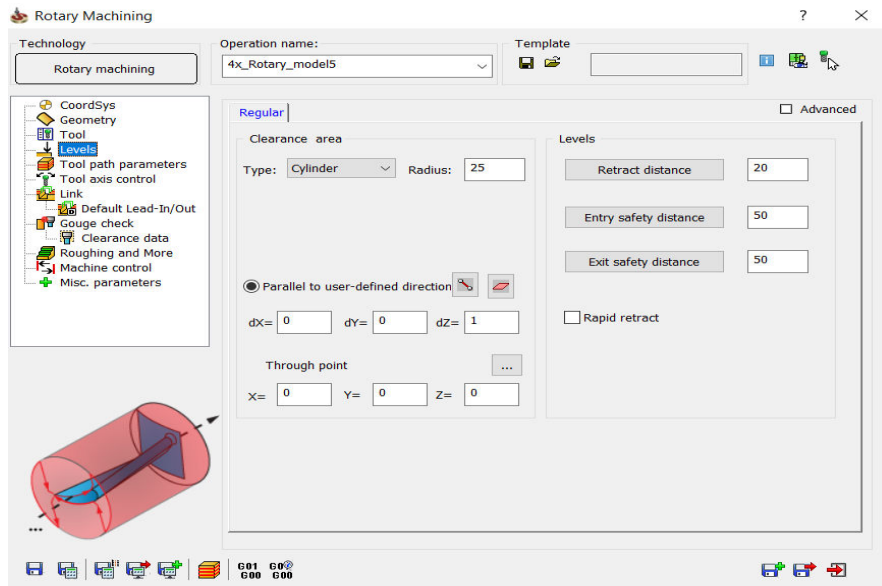 Rotary Machining
?
Technology
Operation name:
Template
Rotary machining
4x_Rotary_model5
CoordSys
Geometry
Tool
Levels
Tool path parameters
Tool axis control
Link
Default Lead-In/Out
Gouge check
Clearance data
Roughing and More
Machine control
Misc. parameters
Regular
Advanced
Clearance area
Type: Cylinder Radius: 25
Parallel to user-defined direction
dX= 0 dY= 0 dZ= 1
Through point ...
X= 0 Y= 0 Z= 0
Levels
Retract distance 20
Entry safety distance 50
Exit safety distance 50
Rapid retract
...
G01 G0
G00 G00